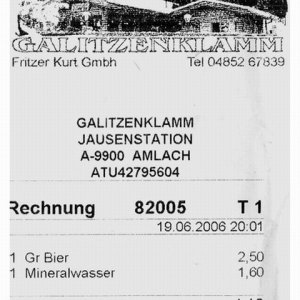 GALITZENKLAMM
Fritzer Kurt Gmbh Tel 04852 67839
GALITZENKLAMM
JAUSENSTATION
A-9900 AMLACH
ATU42795604
Rechnung 82005 T 1
19.06.2006 20:01
1 Gr Bier 2,50
1 Mineralwasser 1,60